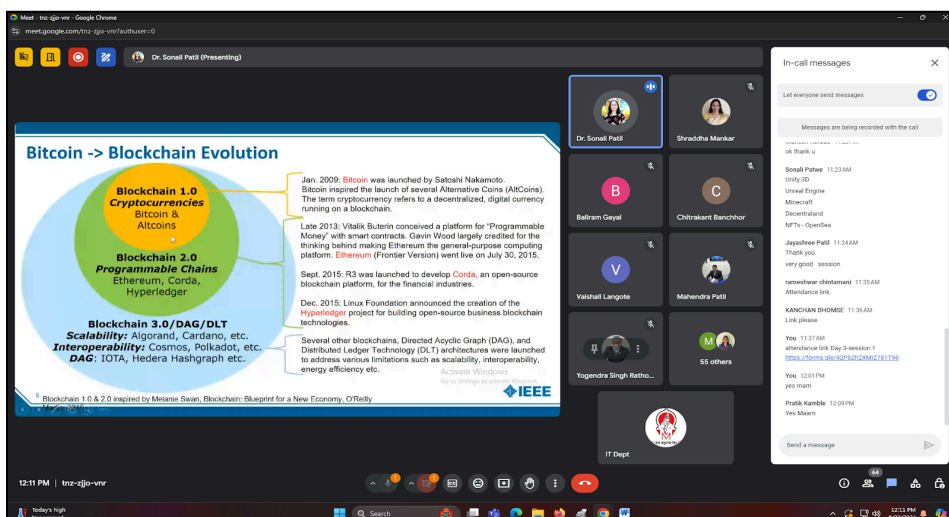 Meet - tnz-zjjo-vnr - Google Chrome
meet.google.com/tnz-zjjo-vnr?authuser=0
Dr. Sonali Patil (Presenting)
Bitcoin -> Blockchain Evolution
Blockchain 1.0
Cryptocurrencies
Bitcoin &
Altcoins
Blockchain 2.0
Programmable Chains
Ethereum, Corda,
Hyperledger
Blockchain 3.0/DAG/DLT
Scalability: Algorand, Cardano, etc.
Interoperability: Cosmos, Polkadot, etc.
DAG: IOTA, Hedera Hashgraph etc.
Jan. 2009: Bitcoin was launched by Satoshi Nakamoto.
Bitcoin inspired the launch of several Alternative Coins (AltCoins).
The term cryptocurrency refers to a decentralized, digital currency
running on a blockchain.
Late 2013: Vitalik Buterin conceived a platform for "Programmable
Money" with smart contracts. Gavin Wood largely credited for the
thinking behind making Ethereum the general-purpose computing
platform. Ethereum (Frontier Version) went live on July 30, 2015.
Sept. 2015: R3 was launched to develop Corda, an open-source
blockchain platform, for the financial industries.
Dec. 2015: Linux Foundation announced the creation of the
Hyperledger project for building open-source business blockchain
technologies.
Several other blockchains, Directed Acyclic Graph (DAG), and
Distributed Ledger Technology (DLT) architectures were launched
to address various limitations such as scalability, interoperability,
energy efficiency etc.
Activate Windows
Go to Settings to activate Windows.
9 Blockchain 1.0 & 2.0 inspired by Melanie Swan, Blockchain: Blueprint for a New Economy, O'Reilly
IEEE
Dr. Sonali Patil
Shraddha Mankar
B
Baliram Gayal
C
Chitrakant Banchhor
V
Vaishali Langote
Mahendra Patil
Yogendra Singh Ratho...
M
55 others
IT Dept
In-call messages
Let everyone send messages
Messages are being recorded with the call
ok thank u
Sonali Patwe 11:23 AM
Unity 3D
Unreal Engine
Minecraft
Decentraland
NFTs - OpenSea
Jayashree Patil 11:24 AM
Thank you
very good session
rameshwar chintamani 11:35 AM
Attendance link
KANCHAN DHOMSE 11:36 AM
Link please
You 11:37 AM
attendance link Day 3-session 1
https://forms.gle/42P8Zh2XMi2781T96
You 12:01 PM
yes mam
Pratik Kamble 12:09 PM
Yes Maam
Send a message
12:11 PM | tnz-zjjo-vnr
64
Today's high
Search
12:11 PM